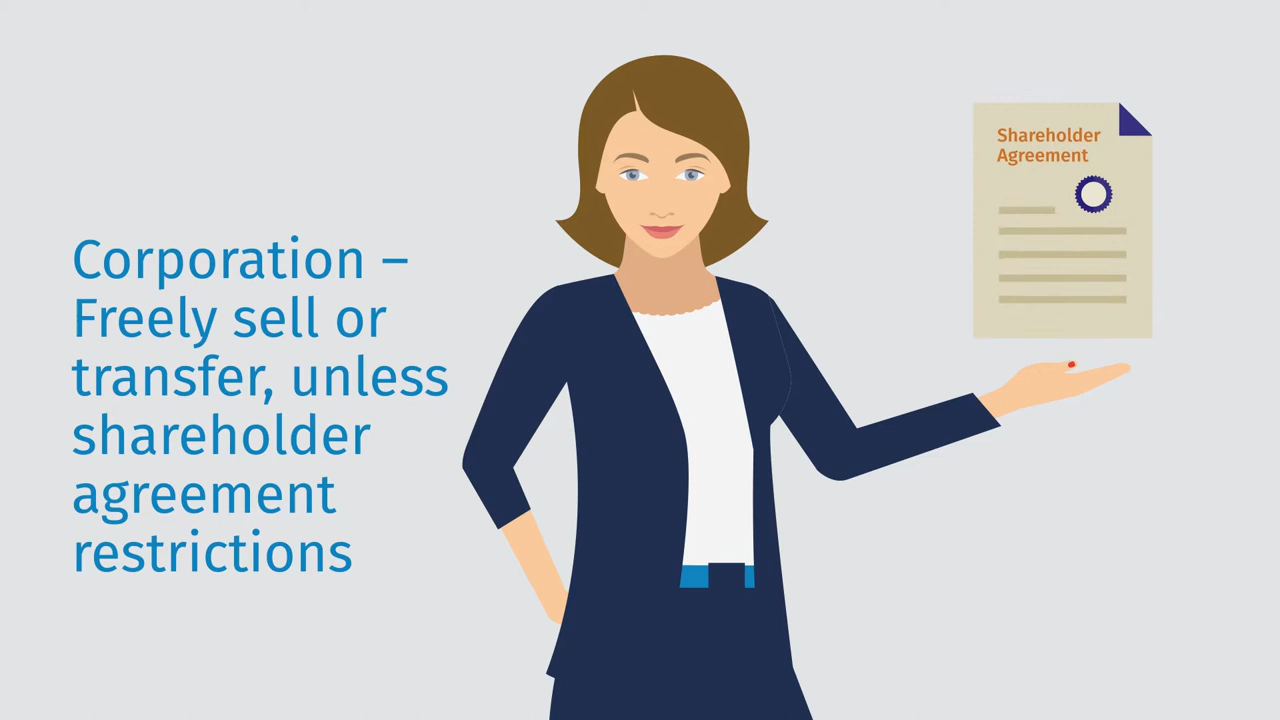 Corporation –
Freely sell or
transfer, unless
shareholder
agreement
restrictions
Shareholder
Agreement